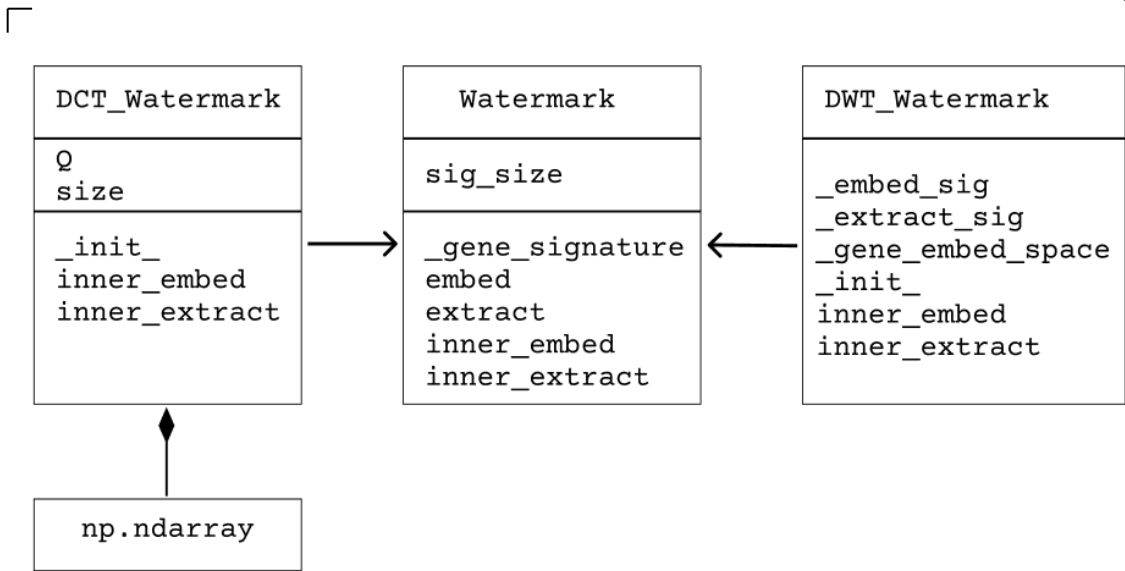 DCT_Watermark
Q
size
_init_
inner_embed
inner_extract
Watermark
sig_size
_gene_signature
embed
extract
inner_embed
inner_extract
DWT_Watermark
_embed_sig
_extract_sig
_gene_embed_space
_init_
inner_embed
inner_extract
np.ndarray